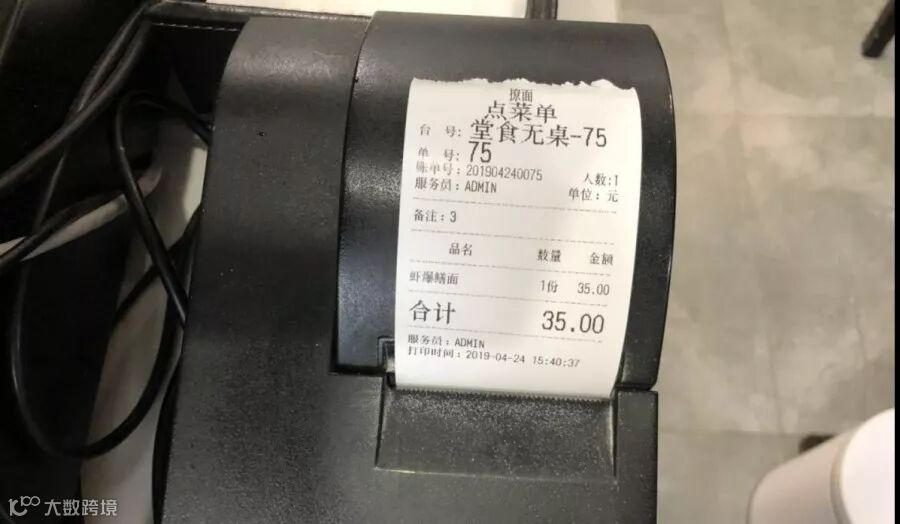 撩面
点菜单
台 号: 堂食无桌-75
单 号: 75
账单号: 201904240075 人数:1
服务员: ADMIN 单位: 元
备注: 3
品名 数量 金额
虾爆鳝面 1份 35.00
合计 35.00
服务员: ADMIN
打印时间: 2019-04-24 15:40:37
大数跨境